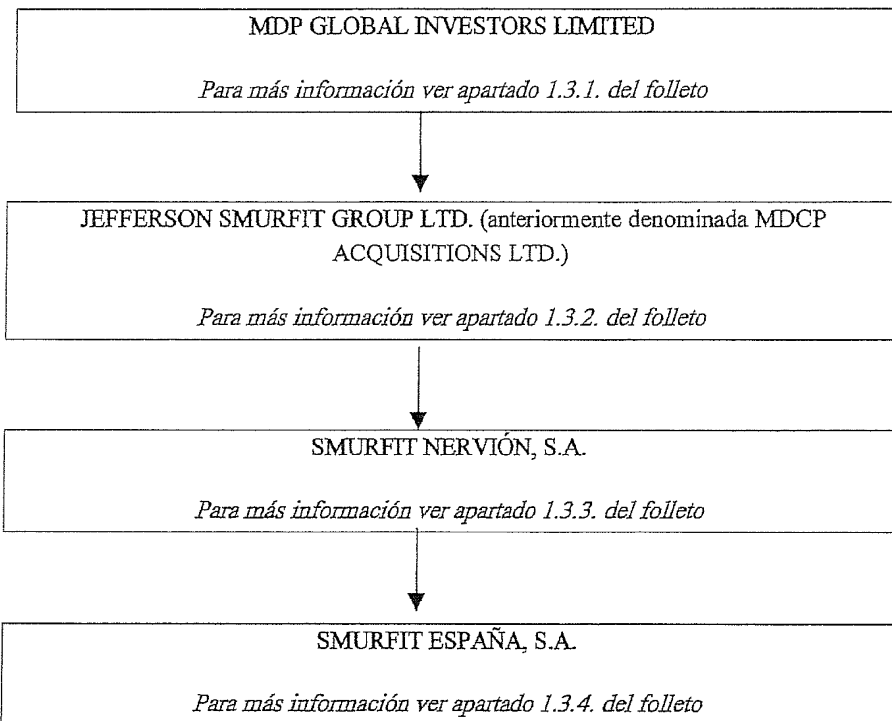 MDP GLOBAL INVESTORS LIMITED
Para más información ver apartado 1.3.1. del folleto
JEFFERSON SMURFIT GROUP LTD. (anteriormente denominada MDCP
ACQUISITIONS LTD.)
Para más información ver apartado 1.3.2. del folleto
SMURFIT NERVIÓN, S.A.
Para más información ver apartado 1.3.3. del folleto
SMURFIT ESPAÑA, S.A.
Para más información ver apartado 1.3.4. del folleto